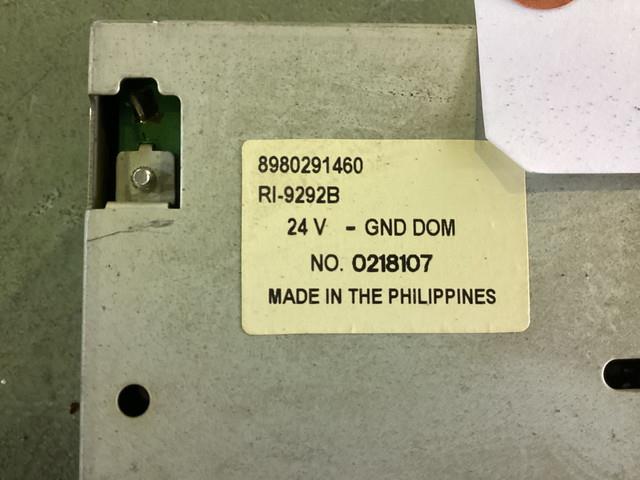 8980291460
RI-9292B
24 V - GND DOM
NO. 0218107
MADE IN THE PHILIPPINES